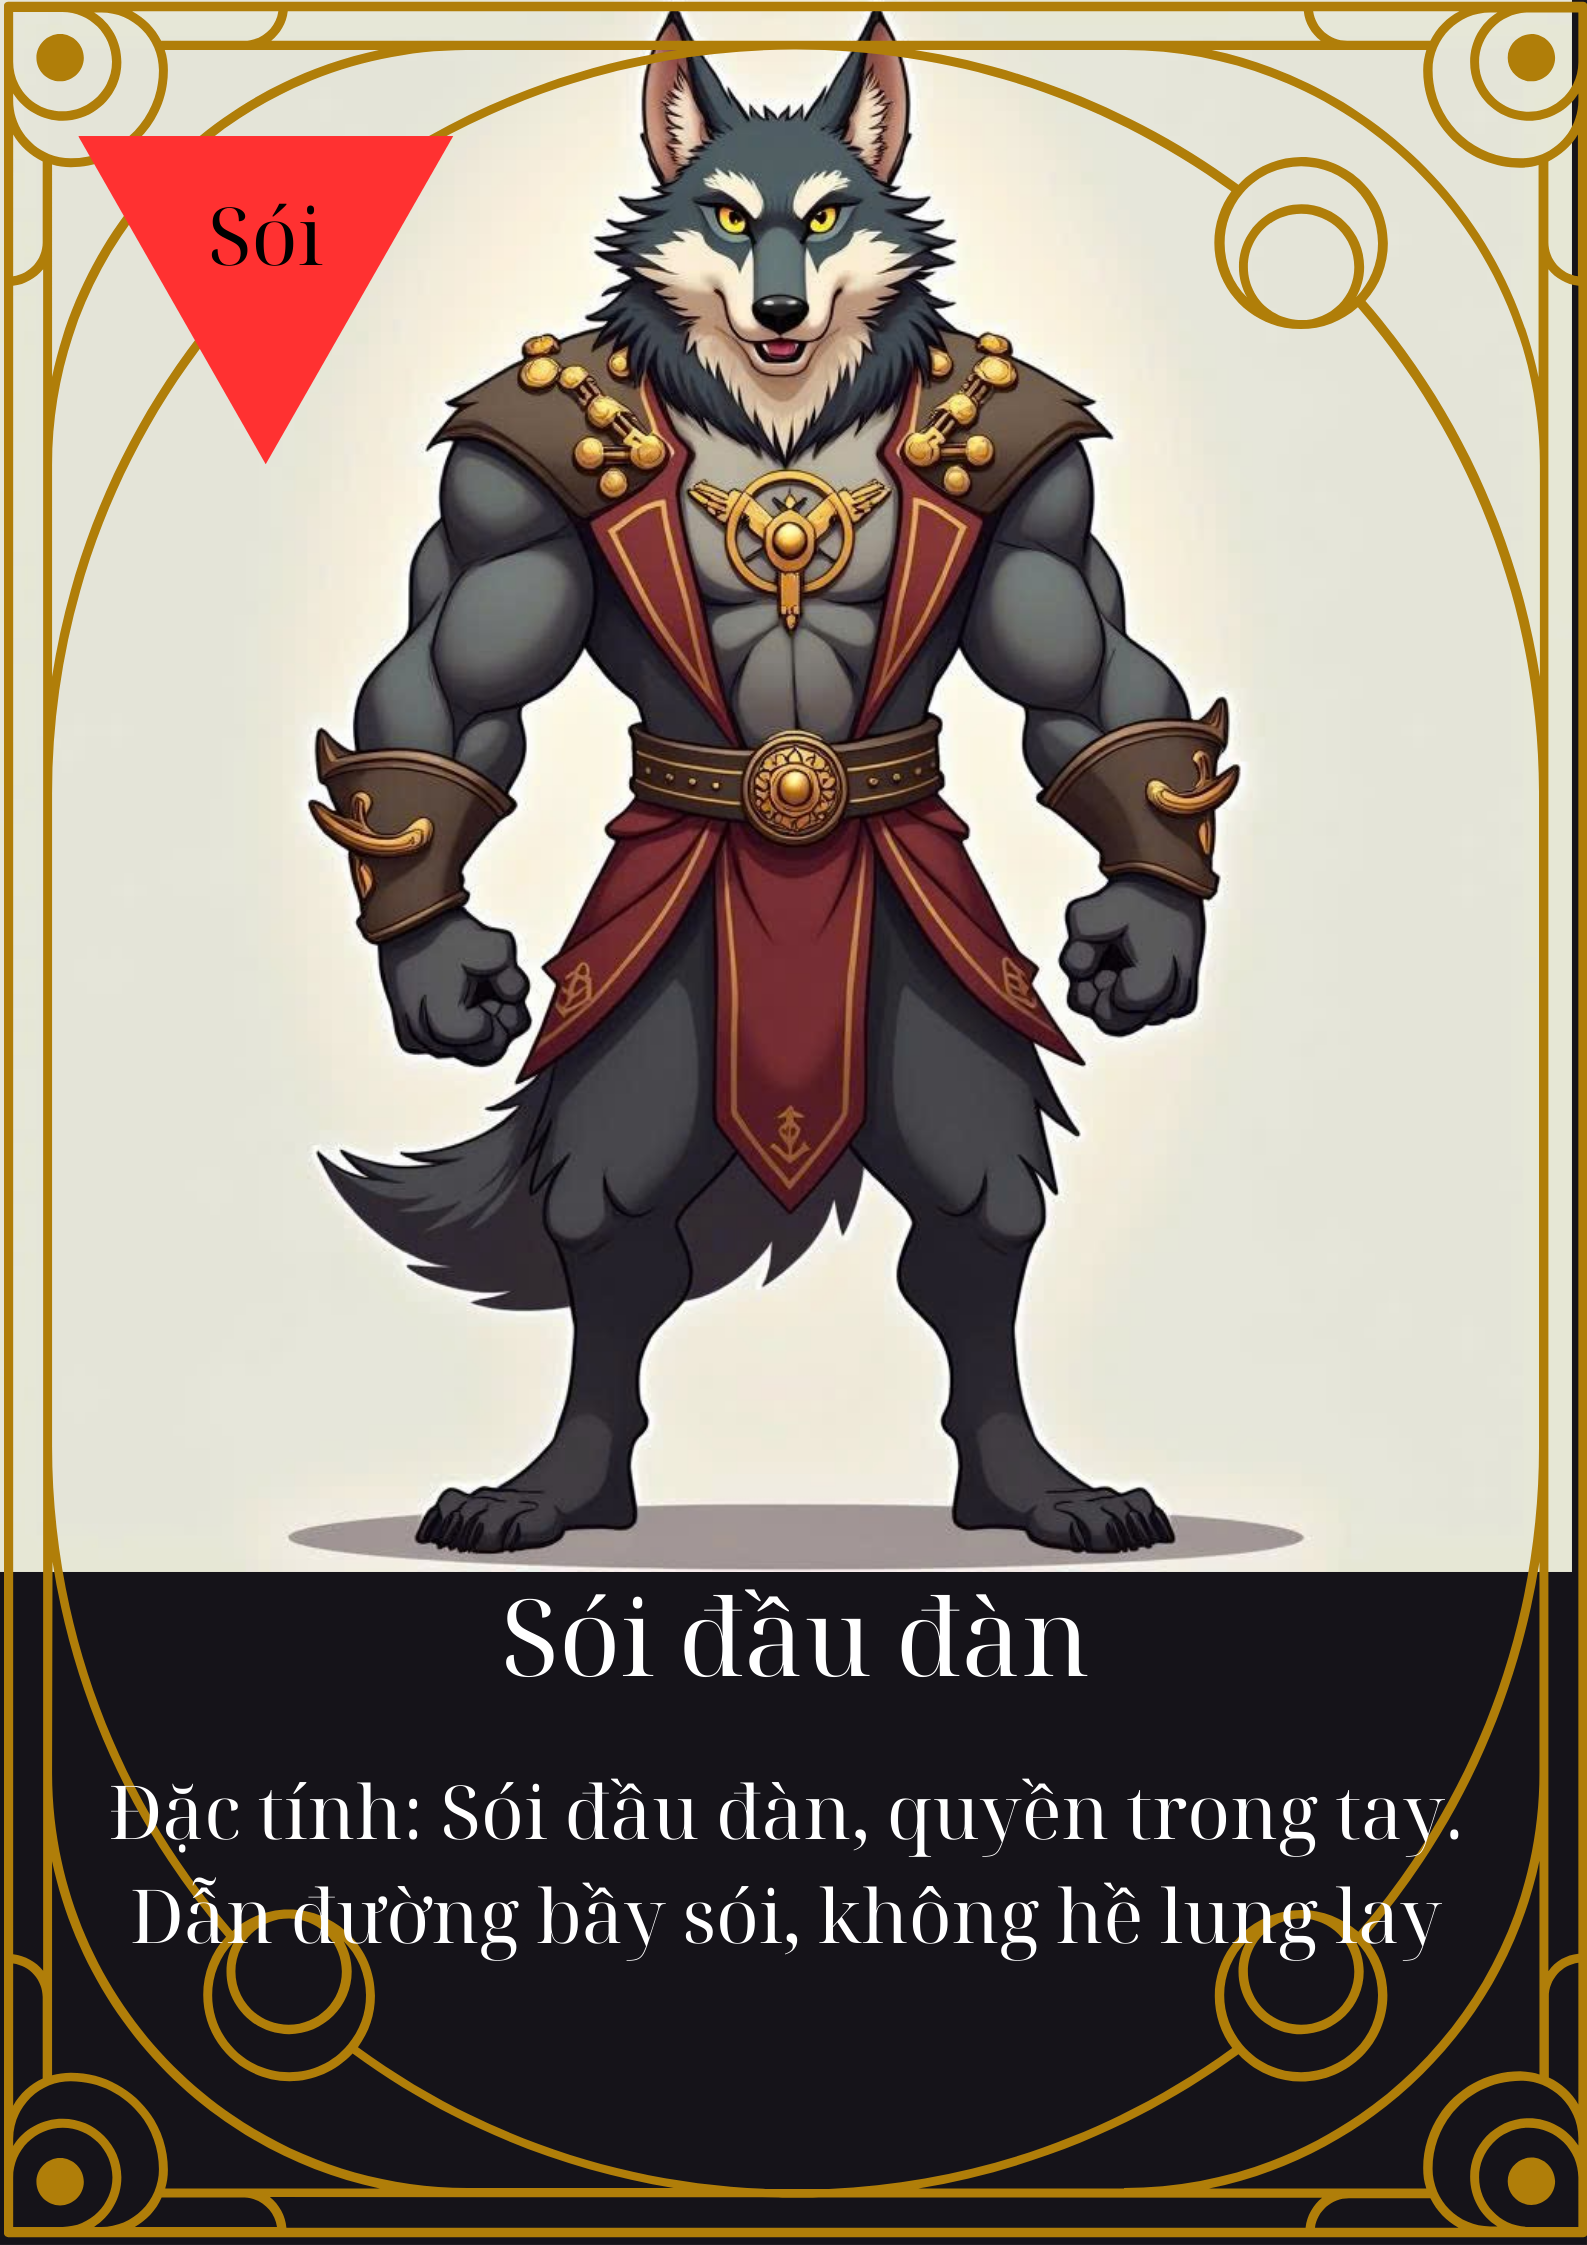 Sói
Sói đầu đàn
Đặc tính: Sói đầu đàn, quyền trong tay.
Dẫn đường bầy sói, không hề lung lay